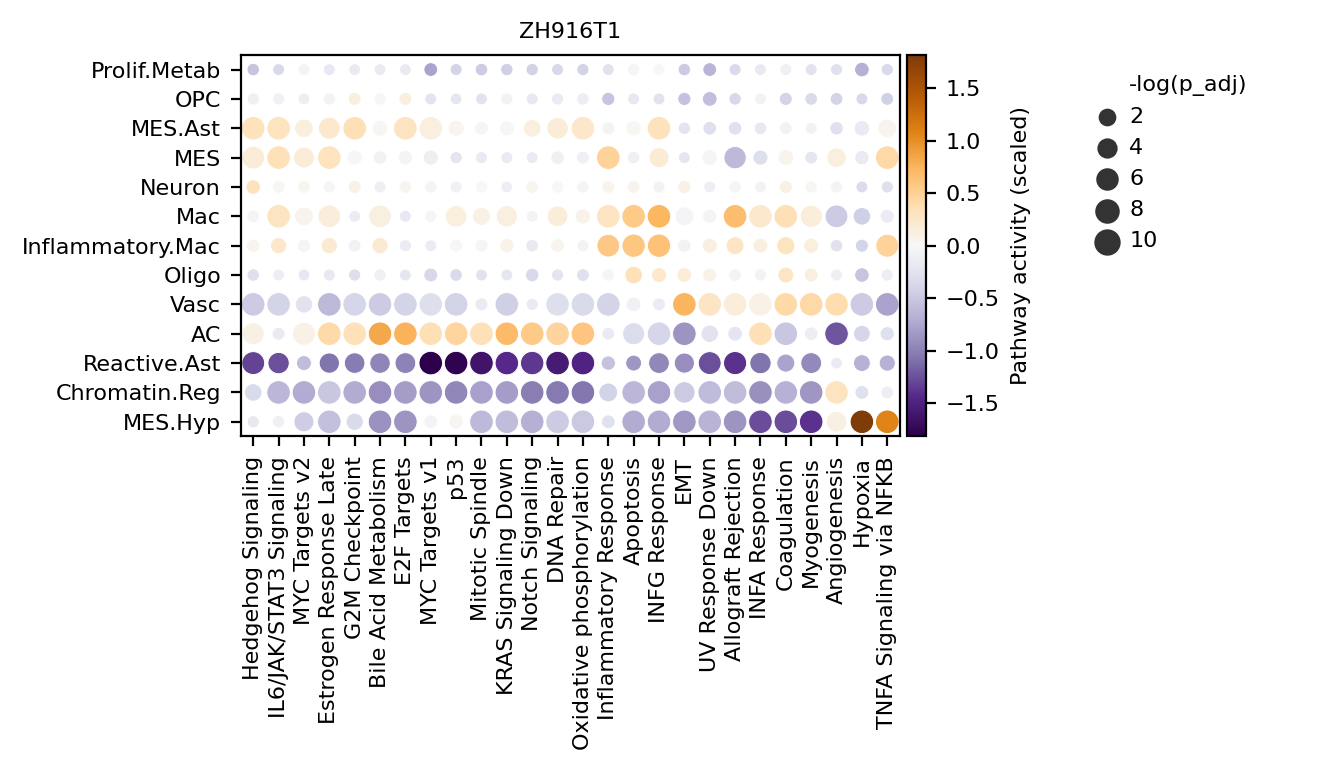 ZH916T1
Prolif.Metab
OPC
MES.Ast
MES
Neuron
Mac
Inflammatory.Mac
Oligo
Vasc
AC
Reactive.Ast
Chromatin.Reg
MES.Hyp
Hedgehog Signaling
IL6/JAK/STAT3 Signaling
MYC Targets v2
Estrogen Response Late
G2M Checkpoint
Bile Acid Metabolism
E2F Targets
MYC Targets v1
p53
Mitotic Spindle
KRAS Signaling Down
Notch Signaling
DNA Repair
Oxidative phosphorylation
Inflammatory Response
Apoptosis
INFG Response
EMT
UV Response Down
Allograft Rejection
INFA Response
Coagulation
Myogenesis
Angiogenesis
Hypoxia
TNFA Signaling via NFKB
1.5
1.0
0.5
0.0
−0.5
−1.0
−1.5
Pathway activity (scaled)
-log(p_adj)
2
4
6
8
10